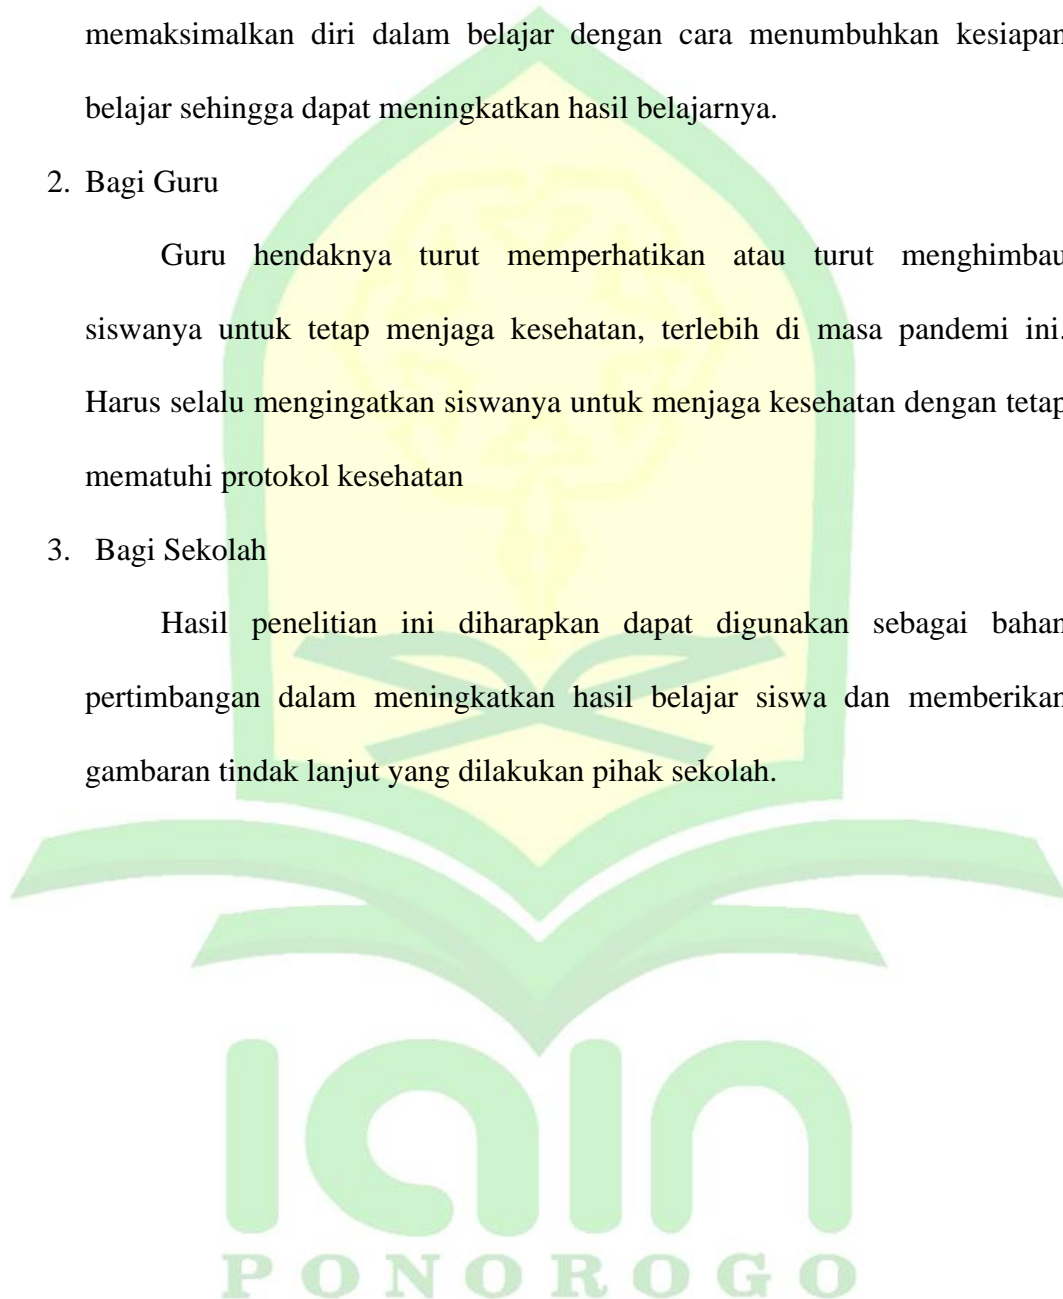 memaksimalkan diri dalam belajar dengan cara menumbuhkan kesiapan
belajar sehingga dapat meningkatkan hasil belajarnya.
2. Bagi Guru
Guru hendaknya turut memperhatikan atau turut menghimbau
siswanya untuk tetap menjaga kesehatan, terlebih di masa pandemi ini.
Harus selalu mengingatkan siswanya untuk menjaga kesehatan dengan tetap
mematuhi protokol kesehatan
3. Bagi Sekolah
Hasil penelitian ini diharapkan dapat digunakan sebagai bahan
pertimbangan dalam meningkatkan hasil belajar siswa dan memberikan
gambaran tindak lanjut yang dilakukan pihak sekolah.
iain
PONOROGO